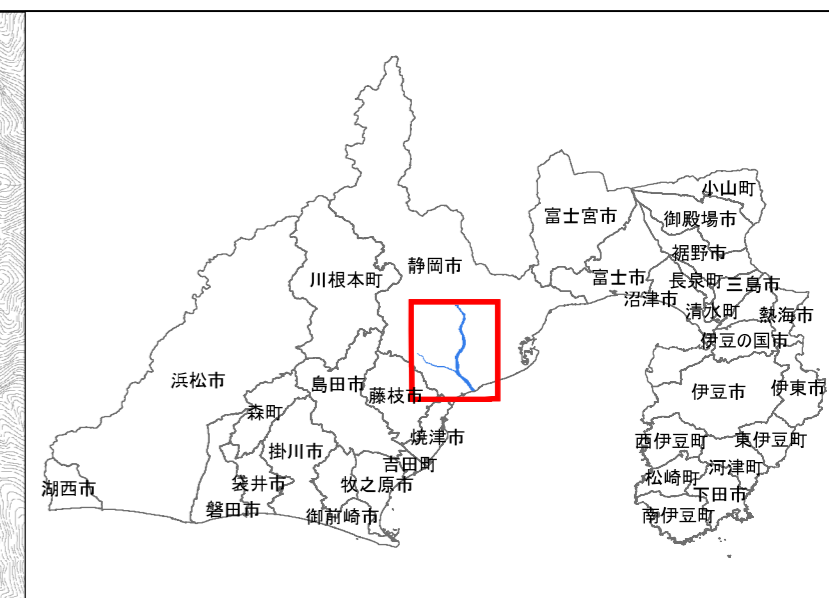 小山町
富士宮市
御殿場市
裾野市
静岡市
川根本町
富士市
長泉町
三島市
沼津市
清水町
熱海市
伊豆の国市
浜松市
島田市
藤枝市
伊豆市
伊東市
森町
焼津市
西伊豆町
東伊豆町
掛川市
吉田町
河津町
湖西市
袋井市
牧之原市
松崎町
下田市
磐田市
御前崎市
南伊豆町